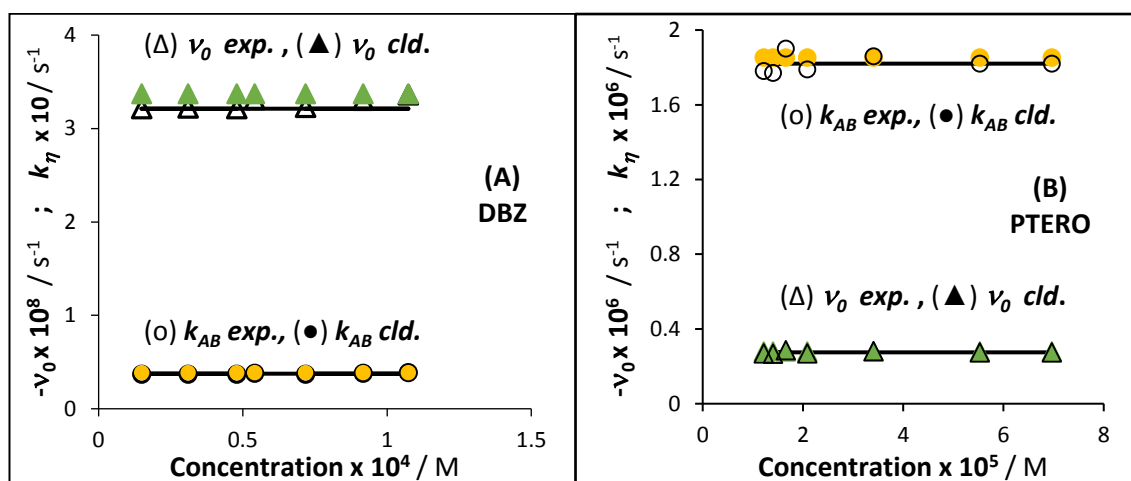 (Δ) ν0 exp. , (▲) ν0 cld.
(o) kAB exp., (●) kAB cld.
(A)
DBZ
-ν0 x 10^8 / s^-1 ; kη x 10 / s^-1
4
3
2
1
0
0
0.5
1
1.5
Concentration x 10^4 / M
(o) kAB exp., (●) kAB cld.
(Δ) ν0 exp. , (▲) ν0 cld.
(B)
PTERO
-ν0 x 10^6 / s^-1 ; kη x 10^6 / s^-1
2
1.6
1.2
0.8
0.4
0
0
2
4
6
8
Concentration x 10^5 / M